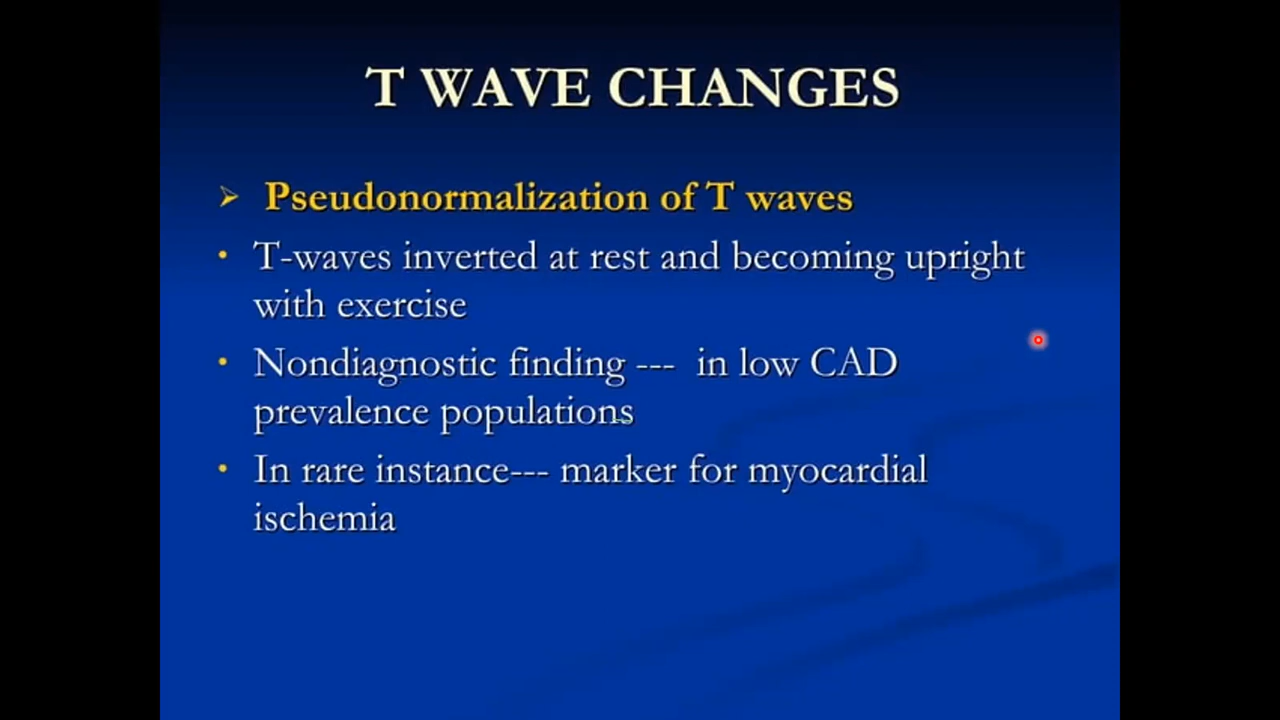 T WAVE CHANGES
➢ Pseudonormalization of T waves
• T-waves inverted at rest and becoming upright
with exercise
• Nondiagnostic finding --- in low CAD
prevalence populations
• In rare instance--- marker for myocardial
ischemia